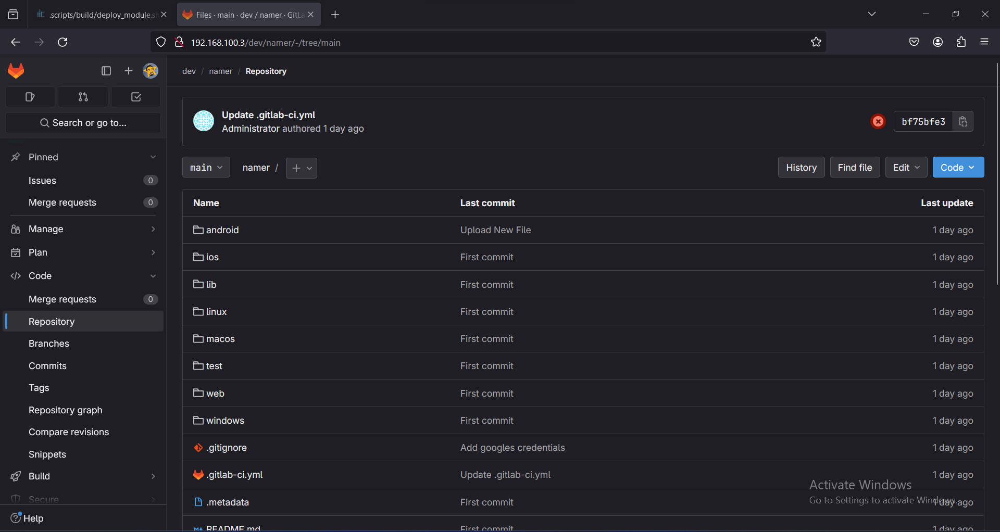 .scripts/build/deploy_module.sh
Files · main · dev / namer · GitLa
192.168.100.3/dev/namer/-/tree/main
dev / namer / Repository
Search or go to...
Pinned
Issues 0
Merge requests 0
Manage
Plan
Code
Merge requests 0
Repository
Branches
Commits
Tags
Repository graph
Compare revisions
Snippets
Build
Secure
Help
Update .gitlab-ci.yml
Administrator authored 1 day ago
bf75bfe3
main
namer /
History
Find file
Edit
Code
Name Last commit Last update
android Upload New File 1 day ago
ios First commit 1 day ago
lib First commit 1 day ago
linux First commit 1 day ago
macos First commit 1 day ago
test First commit 1 day ago
web First commit 1 day ago
windows First commit 1 day ago
.gitignore Add googles credentials 1 day ago
.gitlab-ci.yml Update .gitlab-ci.yml 1 day ago
.metadata First commit 1 day ago
README.md First commit 1 day ago
Activate Windows
Go to Settings to activate Windows.